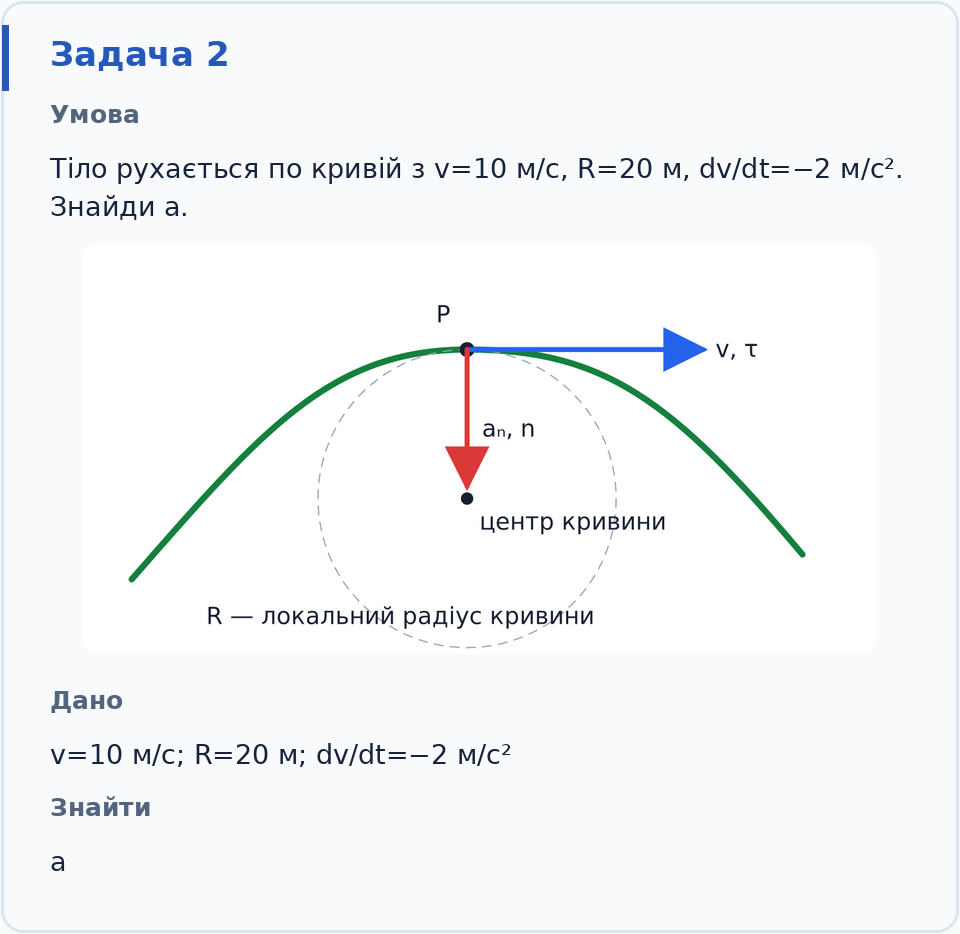 Задача 2
Умова
Тіло рухається по кривій з v=10 м/с, R=20 м, dv/dt=−2 м/с².
Знайди a.
P
v, τ
aₙ, n
центр кривини
R — локальний радіус кривини
Дано
v=10 м/с; R=20 м; dv/dt=−2 м/с²
Знайти
a